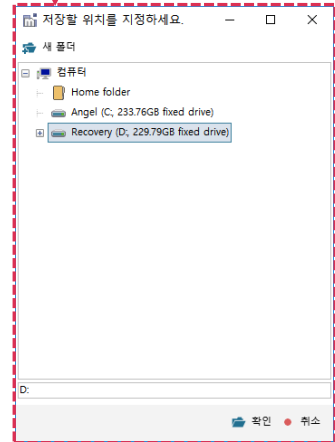 저장할 위치를 지정하세요.
새 폴더
컴퓨터
Home folder
Angel (C:, 233.76GB fixed drive)
Recovery (D:, 229.79GB fixed drive)
D:
확인 취소